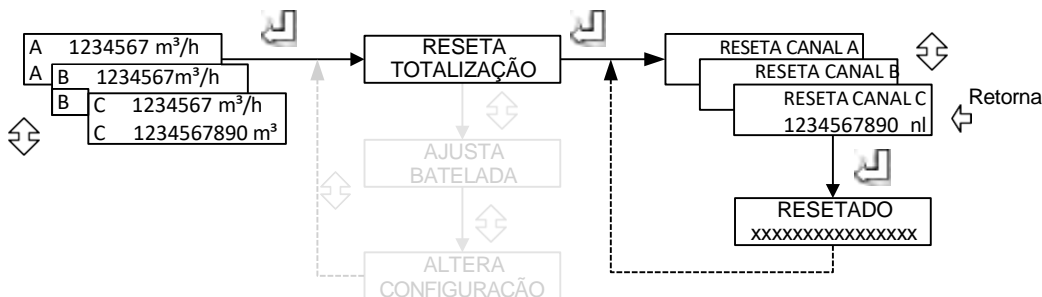 A 1234567 m³/h
A
B 1234567m³/h
B
C 1234567 m³/h
C 1234567890 m³
RESETA
TOTALIZAÇÃO
AJUSTA
BATELADA
ALTERA
CONFIGURAÇÃO
RESETA CANAL A
RESETA CANAL B
RESETA CANAL C
1234567890 nl
Retorna
RESETADO
xxxxxxxxxxxxxxxx